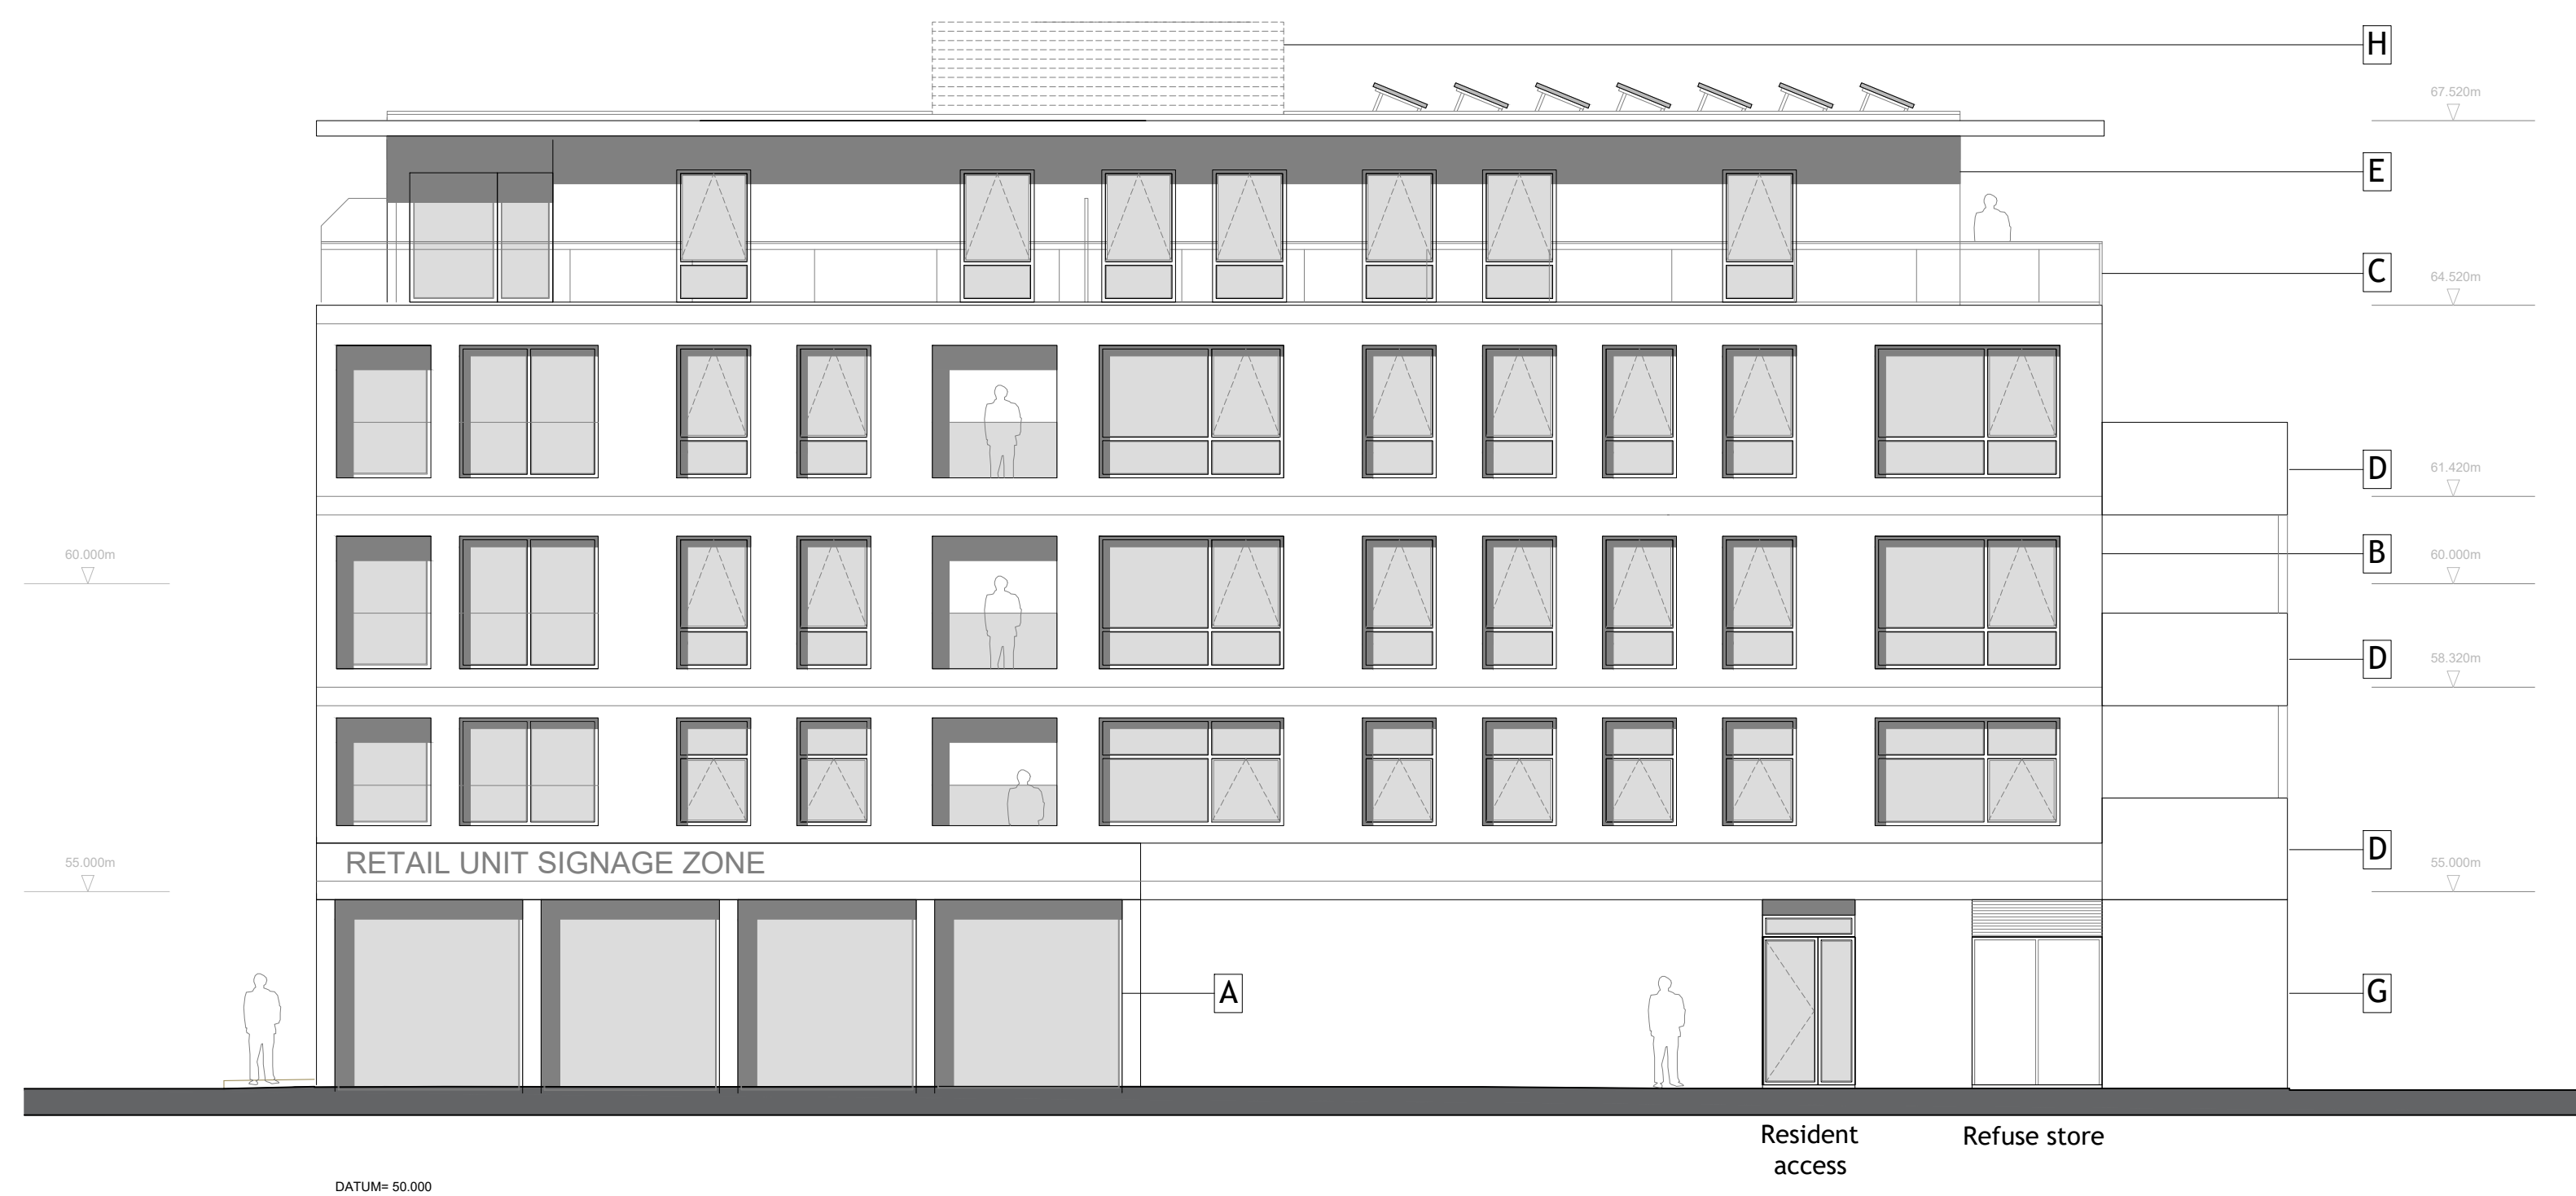 H
67.520m
E
C
64.520m
D
61.420m
60.000m
B
60.000m
D
58.320m
RETAIL UNIT SIGNAGE ZONE
55.000m
D
55.000m
A
G
Resident
access
Refuse store
DATUM= 50.000